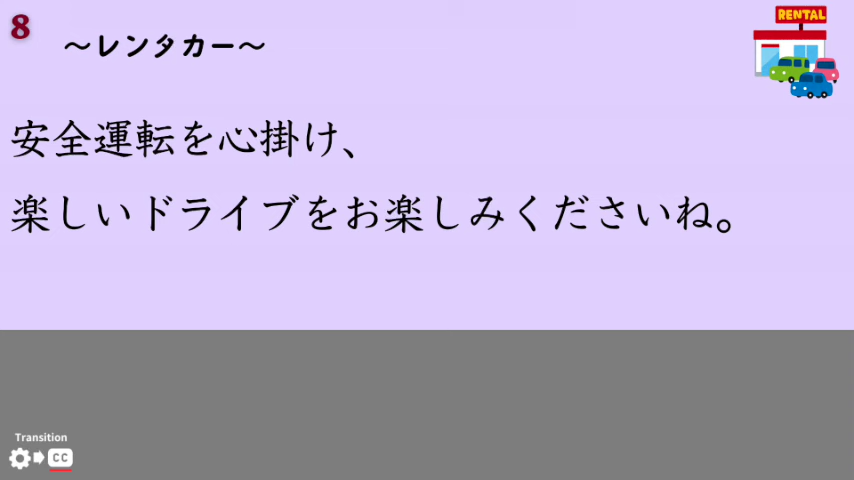 8
～レンタカー～
RENTAL
安全運転を心掛け、
楽しいドライブをお楽しみくださいね。
Transition
CC